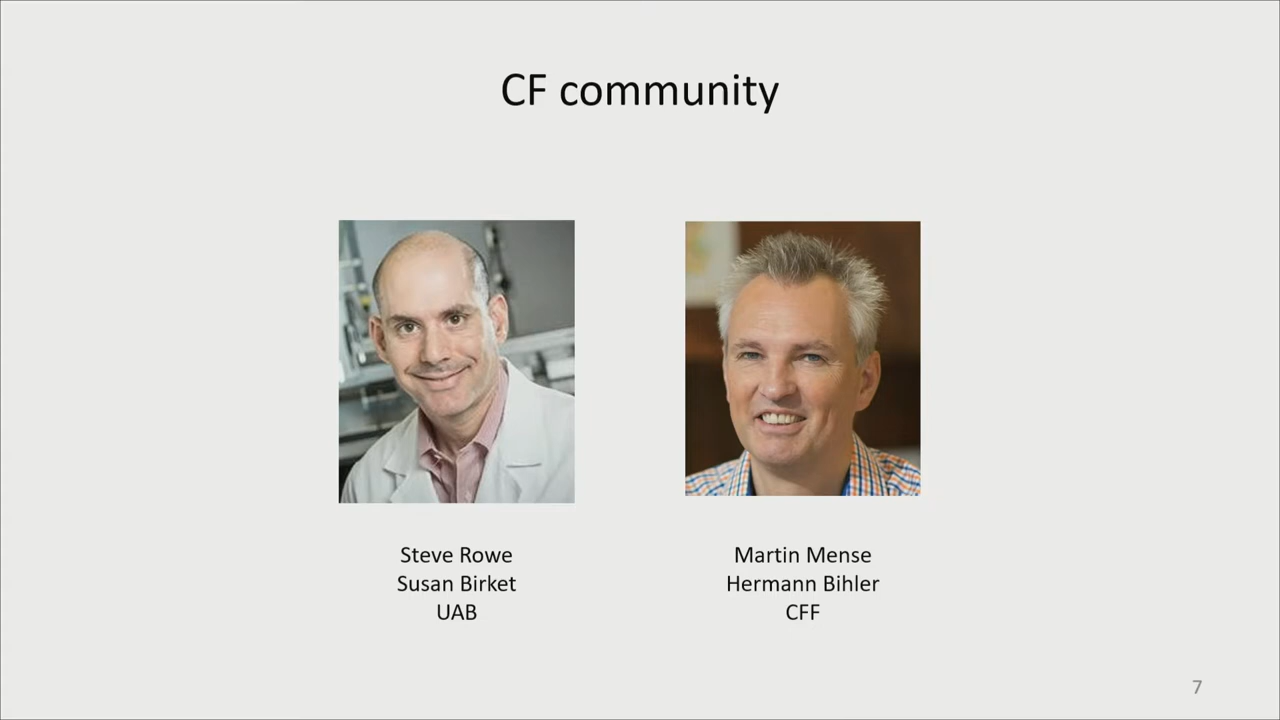 CF community
Steve Rowe
Susan Birket
UAB
Martin Mense
Hermann Bihler
CFF
7